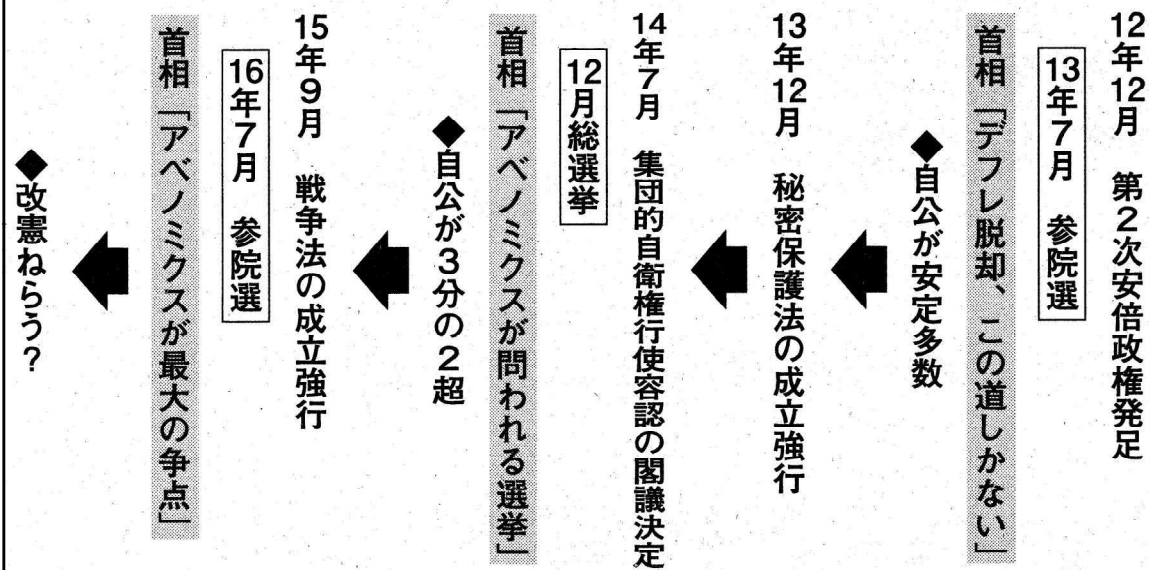 12年12月　第2次安倍政権発足
13年7月　参院選
首相「デフレ脱却、この道しかない」
◆自公が安定多数
13年12月　秘密保護法の成立強行
14年7月　集団的自衛権行使容認の閣議決定
12月総選挙
首相「アベノミクスが問われる選挙」
◆自公が3分の2超
15年9月　戦争法の成立強行
16年7月　参院選
首相「アベノミクスが最大の争点」
◆改憲ねらう？